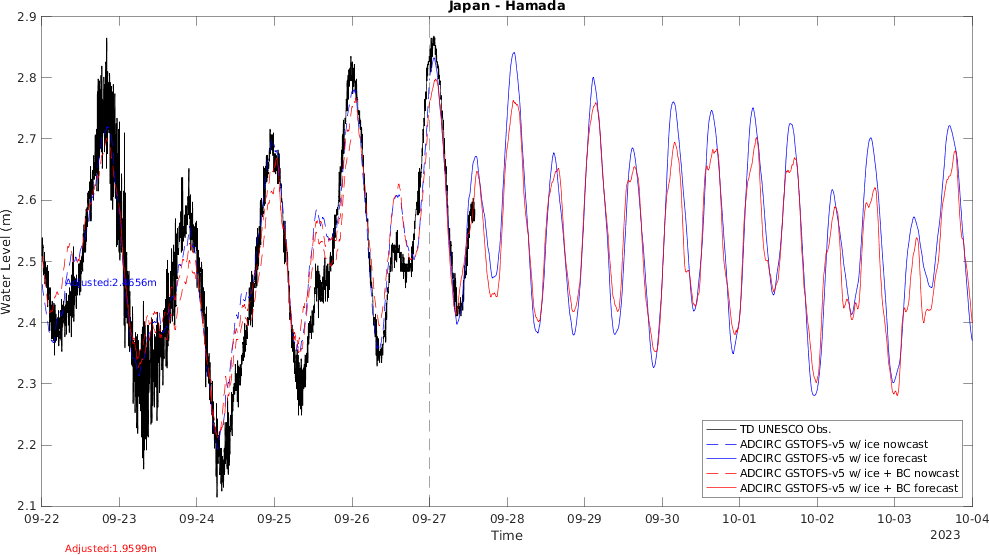 Japan - Hamada
Water Level (m)
2.9
2.8
2.7
2.6
2.5
2.4
2.3
2.2
2.1
TD UNESCO Obs.
ADCIRC GSTOFS-v5 w/ ice nowcast
ADCIRC GSTOFS-v5 w/ ice forecast
ADCIRC GSTOFS-v5 w/ ice + BC nowcast
ADCIRC GSTOFS-v5 w/ ice + BC forecast
09-22 09-23 09-24 09-25 09-26 09-27 09-28 09-29 09-30 10-01 10-02 10-03 10-04
Time
2023
Adjusted:1.9599m